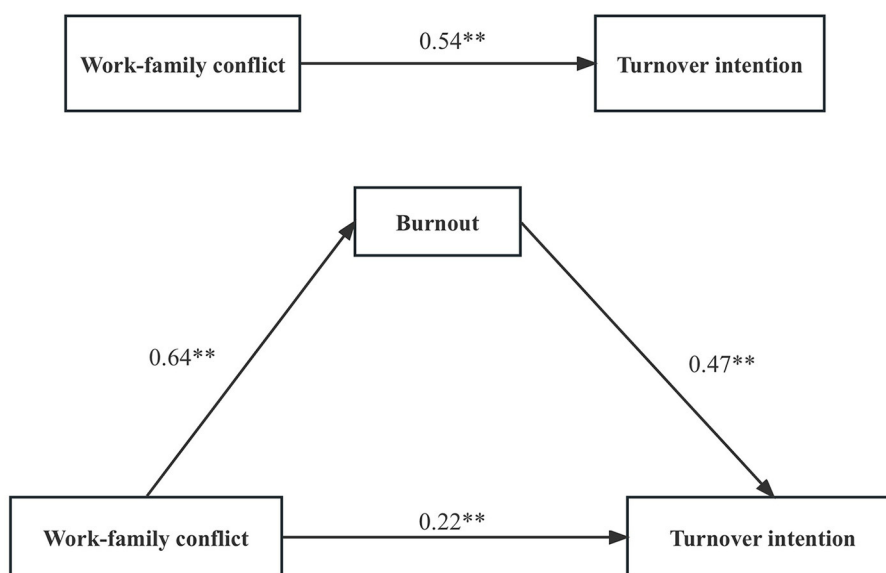 0.54**
Work-family conflict
Turnover intention
Burnout
0.64**
0.47**
0.22**
Work-family conflict
Turnover intention